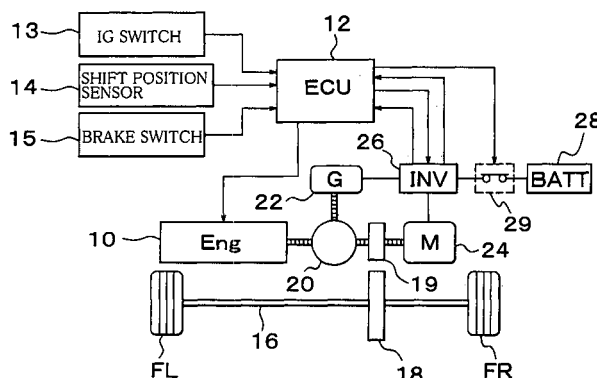 13
IG SWITCH
12
14
SHIFT POSITION
SENSOR
ECU
15
BRAKE SWITCH
26
28
G
INV
BATT
22
29
10
Eng
M
24
20
19
16
FL
18
FR